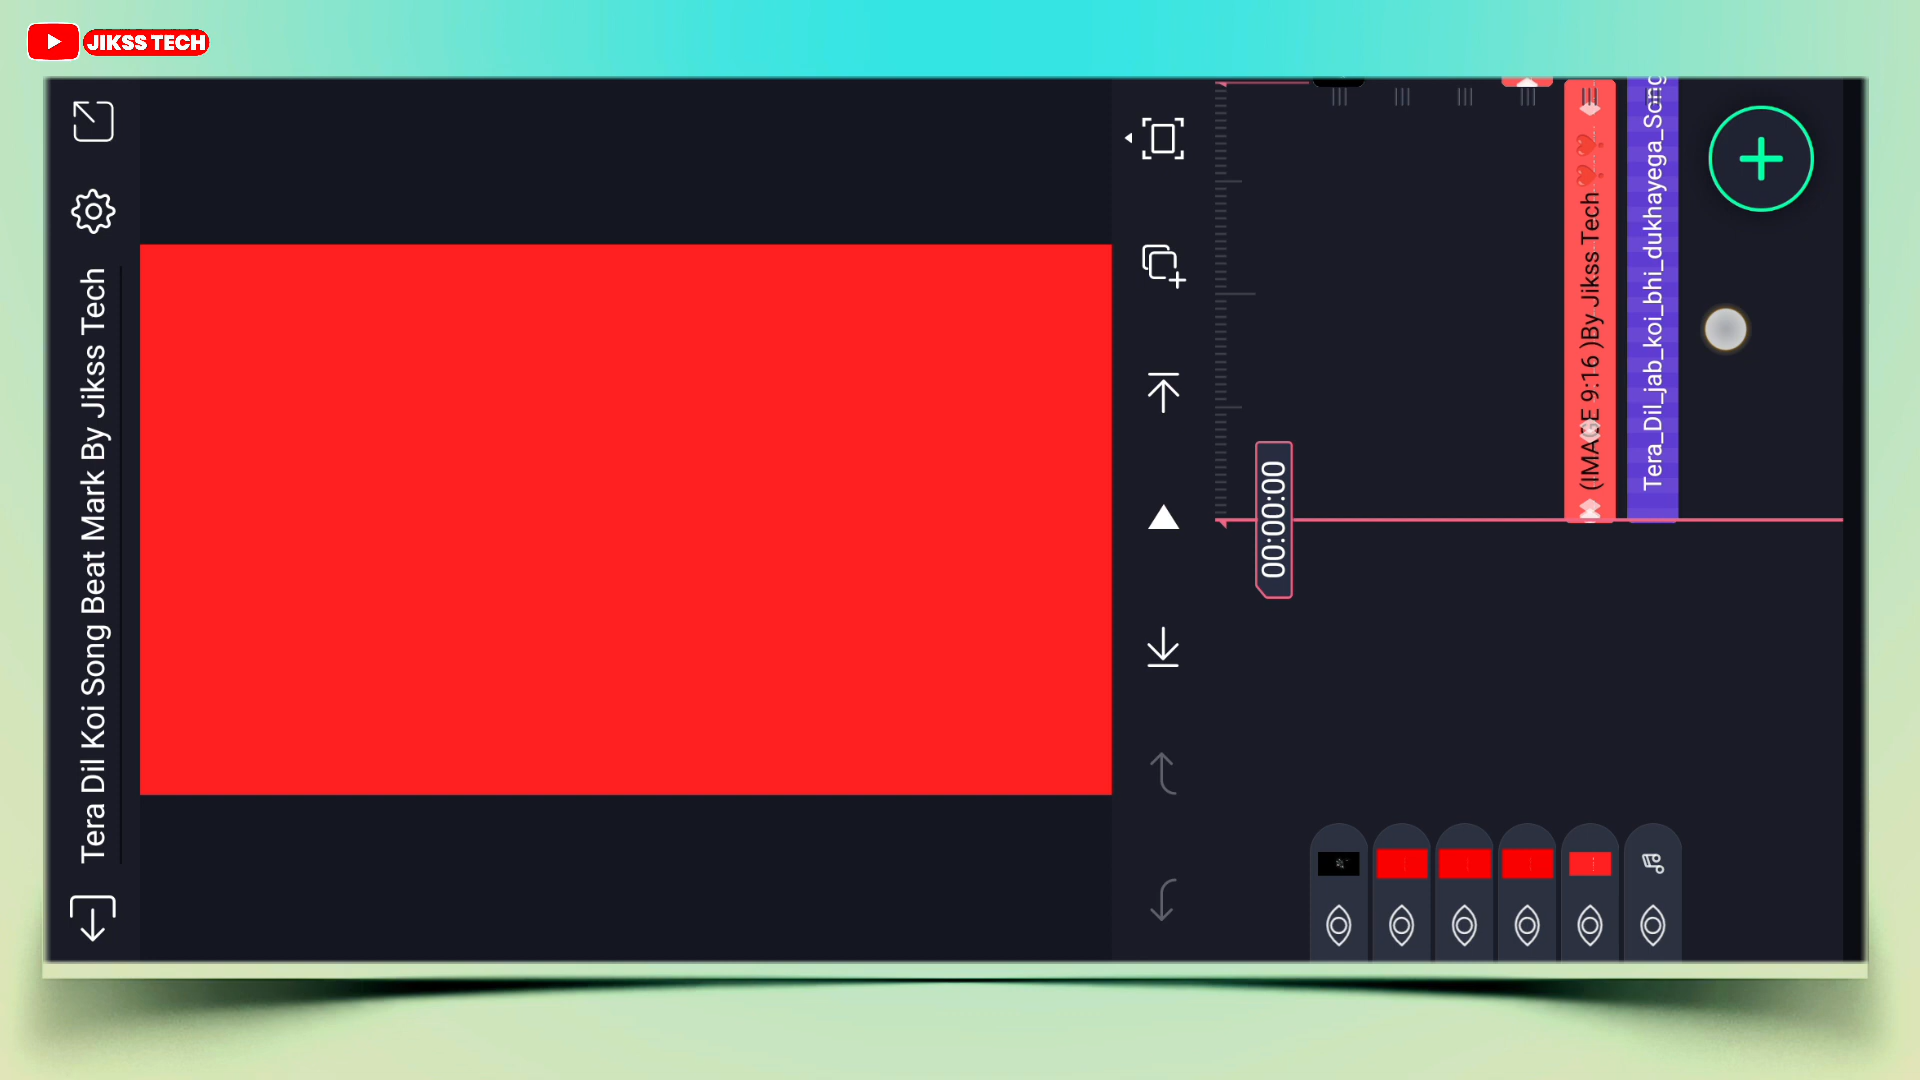 JIKSS TECH
Tera Dil Koi Song Beat Mark By Jikss Tech
00:00:00
(IMAGE 9:16 )By Jikss Tech
Tera_Dil_jab_koi_bhi_dukhayega_Song